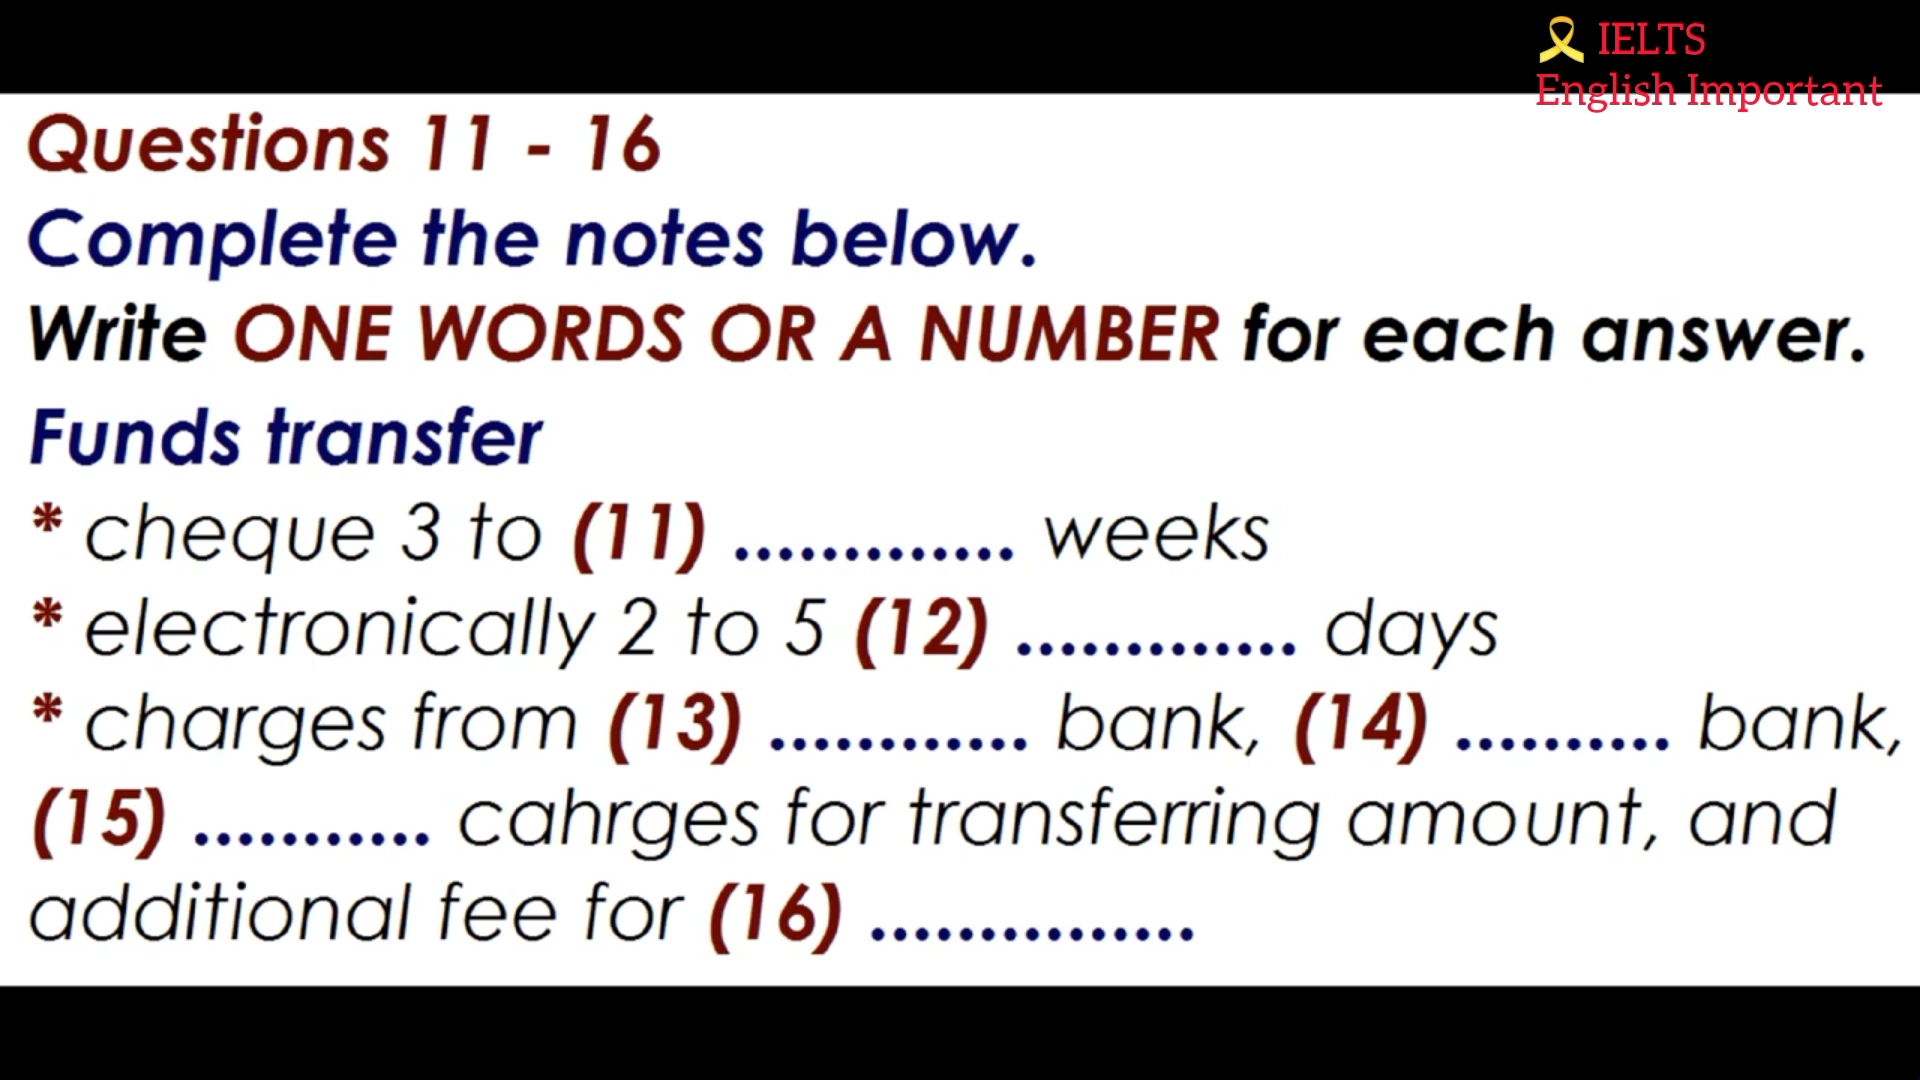 IELTS
English Important
Questions 11 - 16
Complete the notes below.
Write ONE WORDS OR A NUMBER for each answer.
Funds transfer
* cheque 3 to (11) ............. weeks
* electronically 2 to 5 (12) ............. days
* charges from (13) ............ bank, (14) .......... bank,
(15) ........... cahrges for transferring amount, and
additional fee for (16) ...............